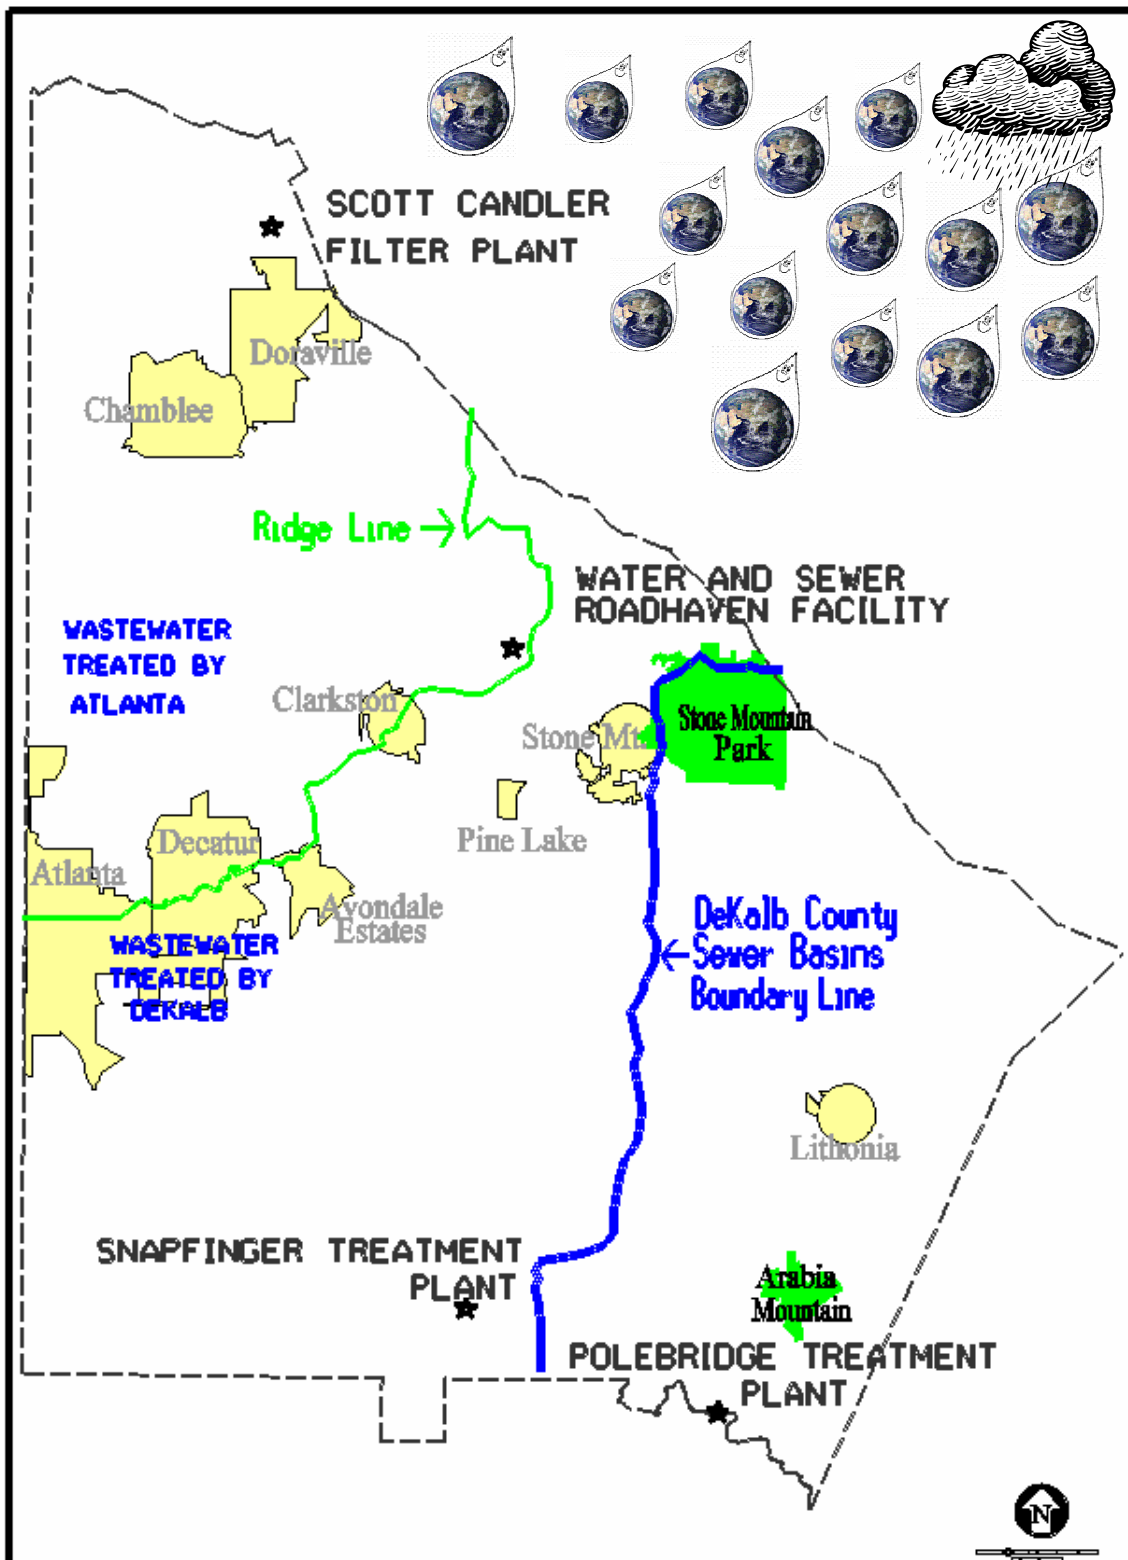 SCOTT CANDLER
FILTER PLANT
Doraville
Chamblee
Ridge Line
WATER AND SEWER
ROADHAVEN FACILITY
WASTEWATER
TREATED BY
ATLANTA
Clarkston
Stone Mt
Stone Mountain
Park
Pine Lake
Decatur
Atlanta
Avondale
Estates
WASTEWATER
TREATED BY
DEKALB
DeKalb County
Sewer Basins
Boundary Line
Lithonia
SNAPFINGER TREATMENT
PLANT
Arabia
Mountain
POLEBRIDGE TREATMENT
PLANT
N